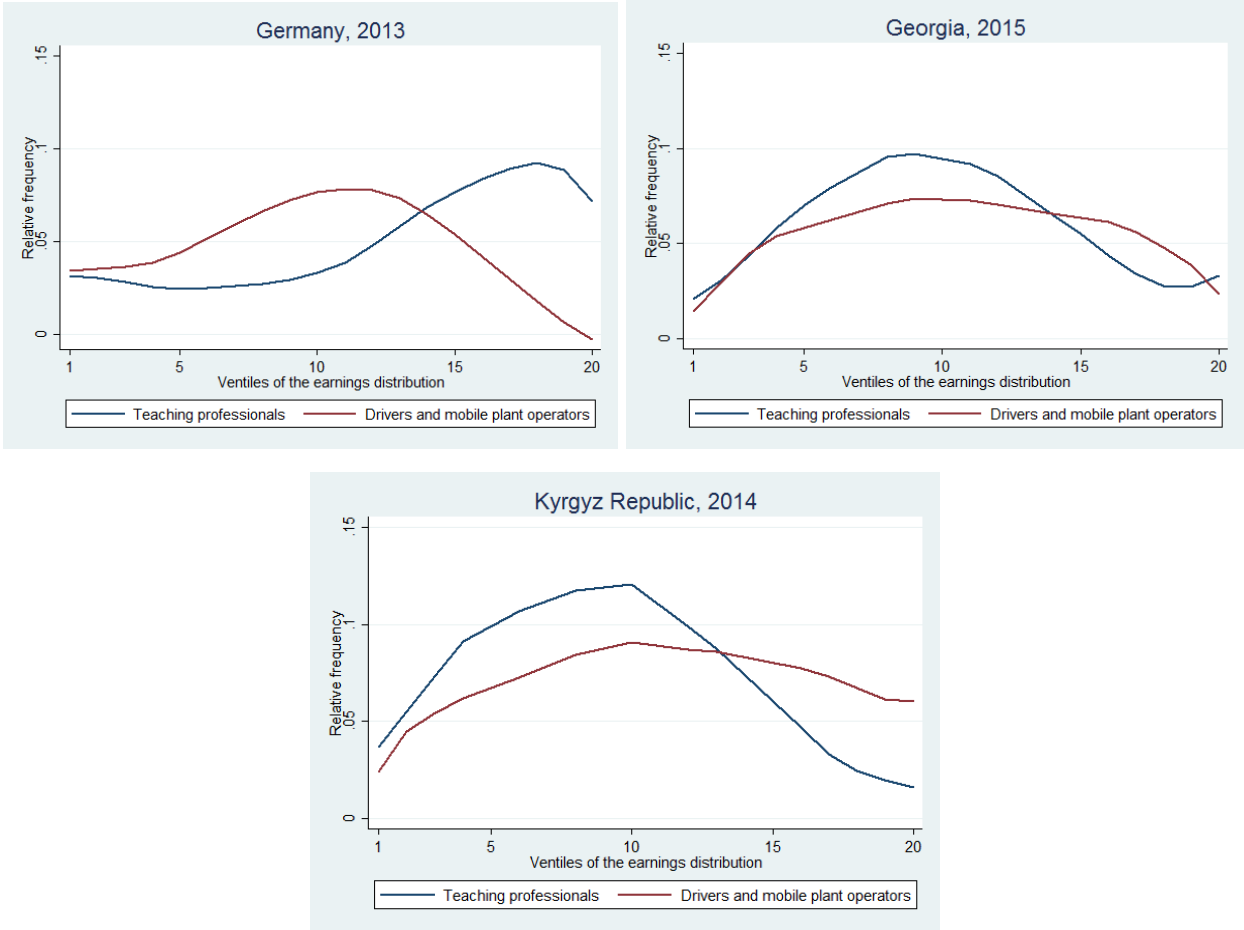 Germany, 2013
.15
.1
.05
0
Relative frequency
1 5 10 15 20
Ventiles of the earnings distribution
Teaching professionals Drivers and mobile plant operators
Georgia, 2015
.15
.1
.05
0
Relative frequency
1 5 10 15 20
Ventiles of the earnings distribution
Teaching professionals Drivers and mobile plant operators
Kyrgyz Republic, 2014
.15
.1
.05
0
Relative frequency
1 5 10 15 20
Ventiles of the earnings distribution
Teaching professionals Drivers and mobile plant operators